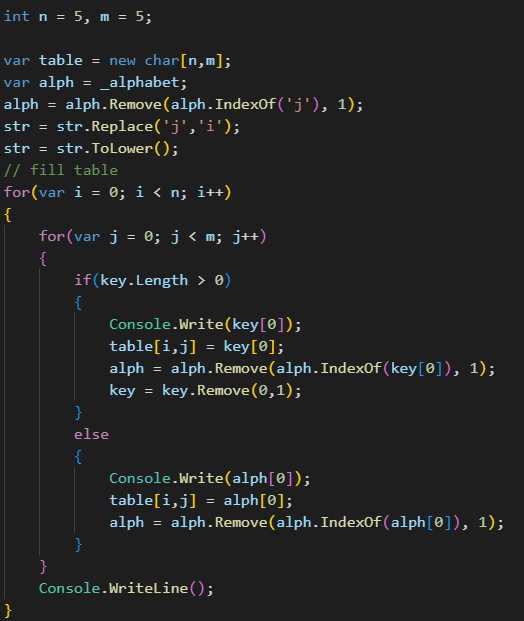 int n = 5, m = 5;

var table = new char[n,m];
var alph = _alphabet;
alph = alph.Remove(alph.IndexOf('j'), 1);
str = str.Replace('j','i');
str = str.ToLower();
// fill table
for(var i = 0; i < n; i++)
{
    for(var j = 0; j < m; j++)
    {
        if(key.Length > 0)
        {
            Console.Write(key[0]);
            table[i,j] = key[0];
            alph = alph.Remove(alph.IndexOf(key[0]), 1);
            key = key.Remove(0,1);
        }
        else
        {
            Console.Write(alph[0]);
            table[i,j] = alph[0];
            alph = alph.Remove(alph.IndexOf(alph[0]), 1);
        }
    }
    Console.WriteLine();
}